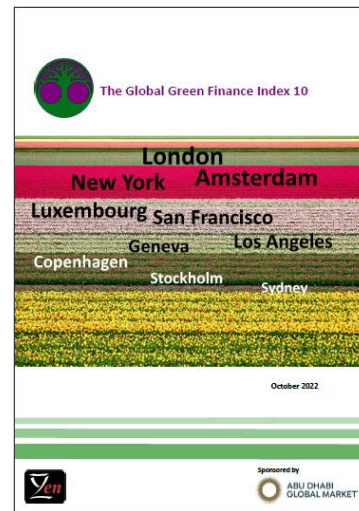 The Global Green Finance Index 10
London
New York Amsterdam
Luxembourg San Francisco
Geneva Los Angeles
Copenhagen
Stockholm
Sydney
October 2022
Sponsored by
Z/Yen
ABU DHABI
GLOBAL MARKET